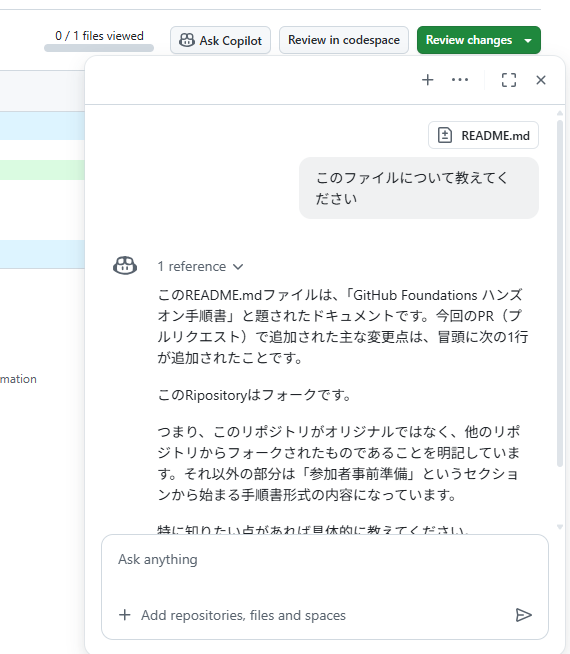 0 / 1 files viewed
Ask Copilot
Review in codespace
Review changes
README.md
このファイルについて教えてく
ださい
1 reference
このREADME.mdファイルは、「GitHub Foundations ハンズ
オン手順書」と題されたドキュメントです。今回のPR（プ
ルリクエスト）で追加された主な変更点は、冒頭に次の1行
が追加されたことです。
このRipositoryはフォークです。
つまり、このリポジトリがオリジナルではなく、他のリポ
ジトリからフォークされたものであることを明記していま
す。それ以外の部分は「参加者事前準備」というセクショ
ンから始まる手順書形式の内容になっています。
特に知りたい点があれば具体的に教えてください。
mation
Ask anything
Add repositories, files and spaces